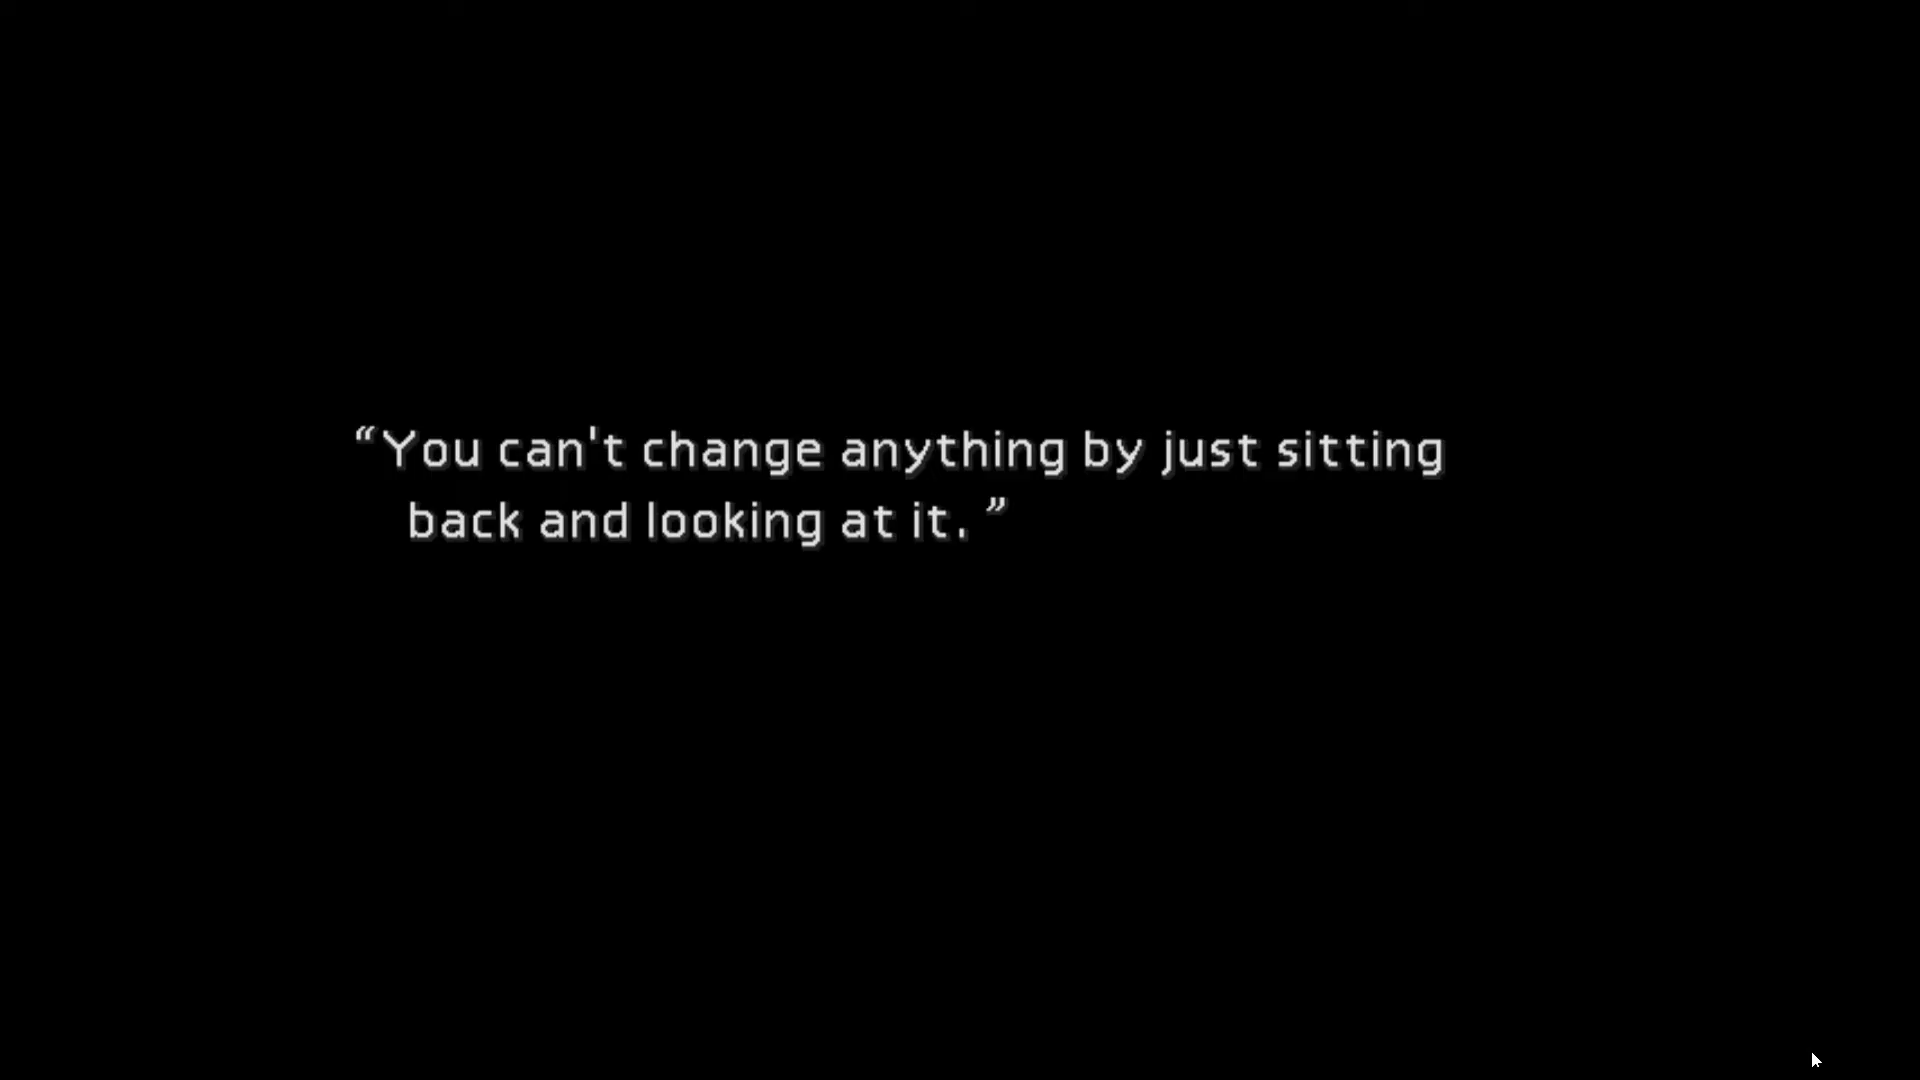 “You can't change anything by just sitting
back and looking at it. ”